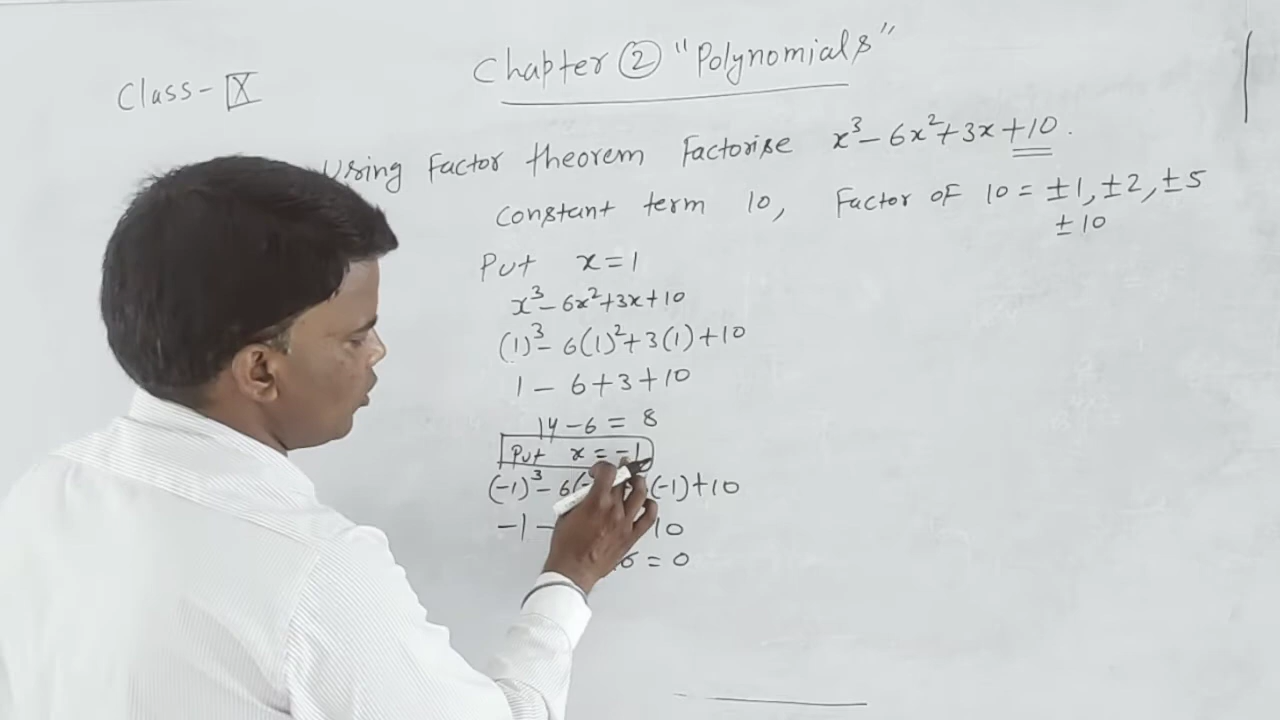 Chapter ② "Polynomials"
Class-IX
Using Factor theorem Factorise x³-6x²+3x+10.
constant term 10, Factor of 10 = ±1, ±2, ±5
±10
Put x=1
x³-6x²+3x+10
(1)³-6(1)²+3(1)+10
1-6+3+10
14-6 = 8
Put x=-1
(-1)³-6( (-1)+10
-1- 10
6 = 0